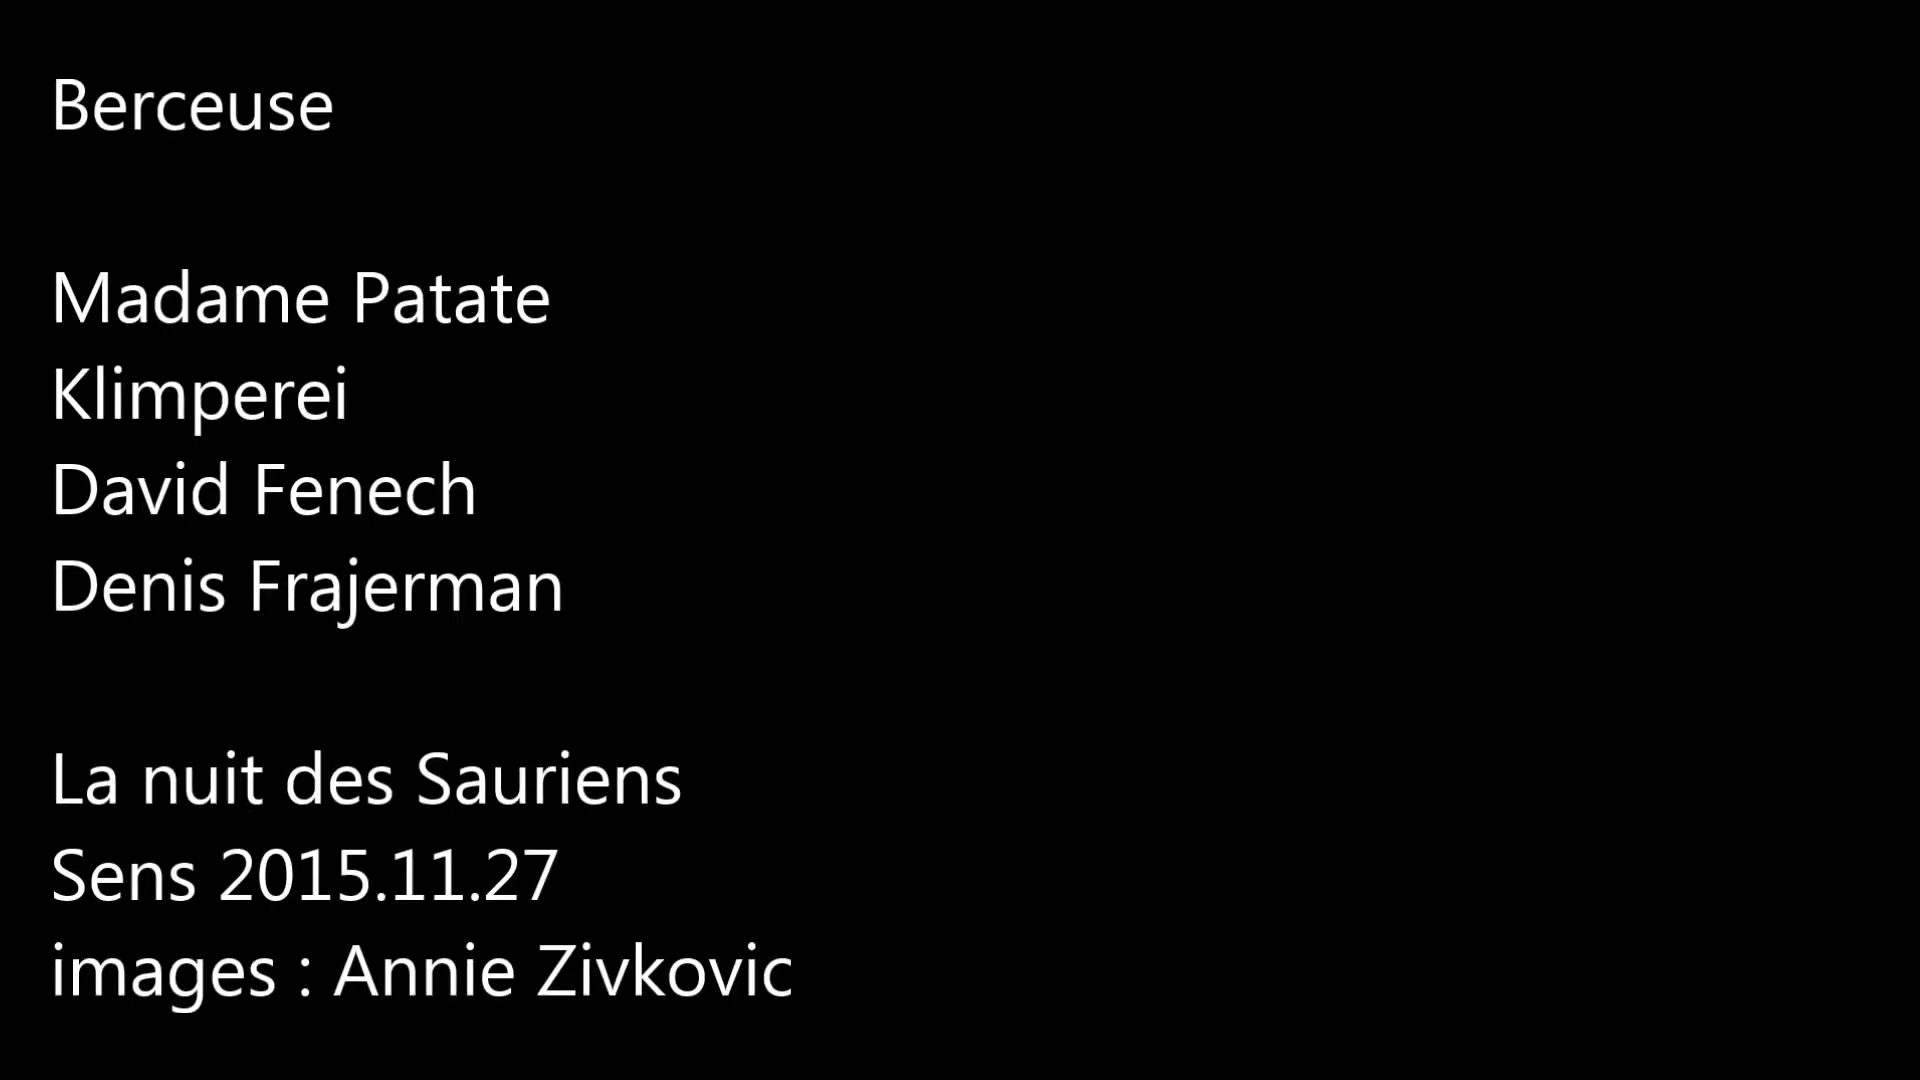 Berceuse
Madame Patate
Klimperei
David Fenech
Denis Frajerman
La nuit des Sauriens
Sens 2015.11.27
images : Annie Zivkovic